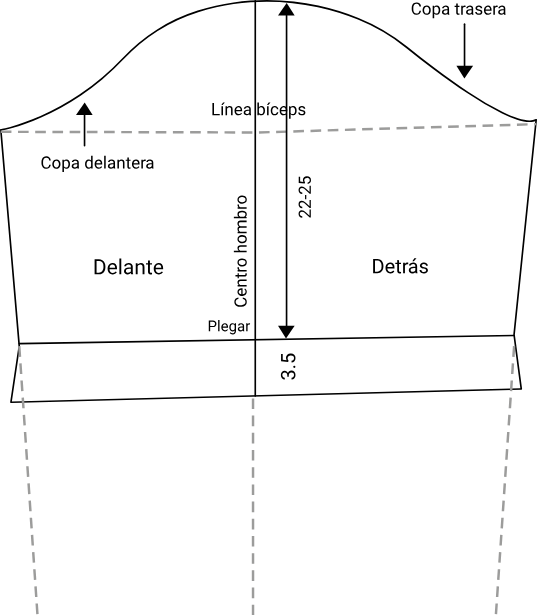 Copa trasera
Línea bíceps
Copa delantera
22-25
Centro hombro
Delante
Detrás
Plegar
3.5